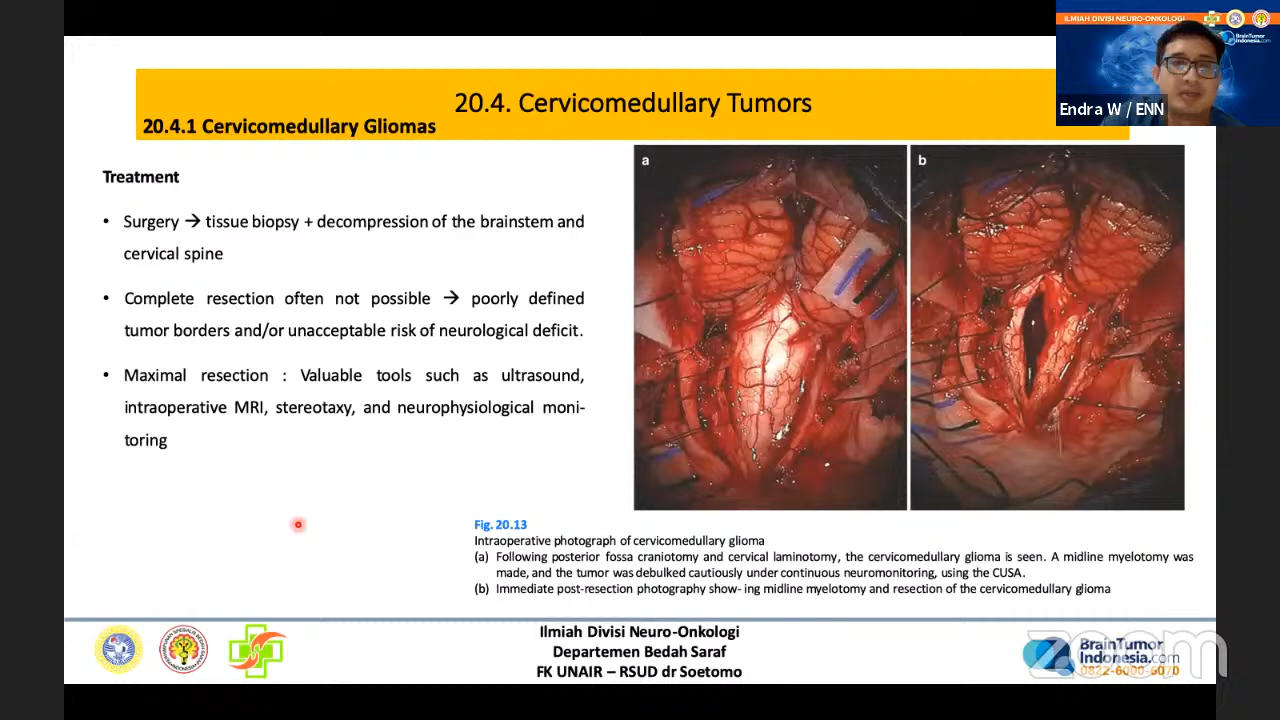 ILMIAH DIVISI NEURO-ONKOLOGI
BrainTumor
Indonesia.com
Endra W / ENN
20.4. Cervicomedullary Tumors
20.4.1 Cervicomedullary Gliomas
Treatment
• Surgery → tissue biopsy + decompression of the brainstem and
cervical spine
• Complete resection often not possible → poorly defined
tumor borders and/or unacceptable risk of neurological deficit.
• Maximal resection : Valuable tools such as ultrasound,
intraoperative MRI, stereotaxy, and neurophysiological moni-
toring
a
b
Fig. 20.13
Intraoperative photograph of cervicomedullary glioma
(a) Following posterior fossa craniotomy and cervical laminotomy, the cervicomedullary glioma is seen. A midline myelotomy was
made, and the tumor was debulked cautiously under continuous neuromonitoring, using the CUSA.
(b) Immediate post-resection photography show- ing midline myelotomy and resection of the cervicomedullary glioma
Ilmiah Divisi Neuro-Onkologi
Departemen Bedah Saraf
FK UNAIR – RSUD dr Soetomo
BrainTumor
Indonesia.com
0822-6000-6070
zoom